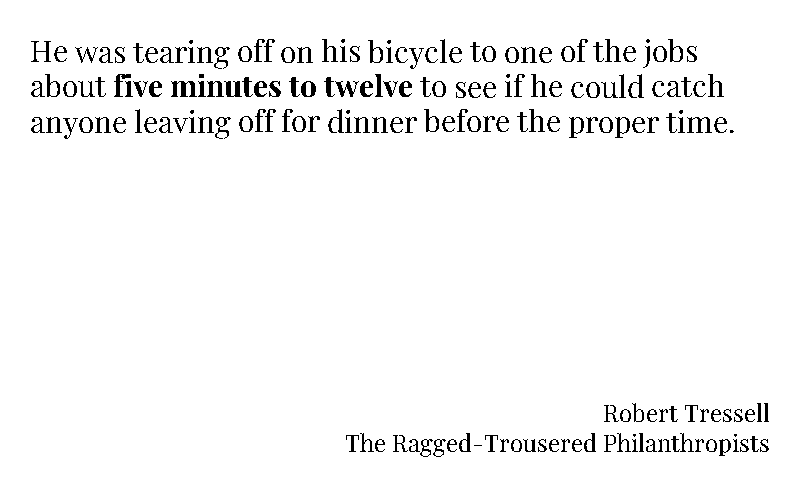 He was tearing off on his bicycle to one of the jobs
about five minutes to twelve to see if he could catch
anyone leaving off for dinner before the proper time.
Robert Tressell
The Ragged-Trousered Philanthropists